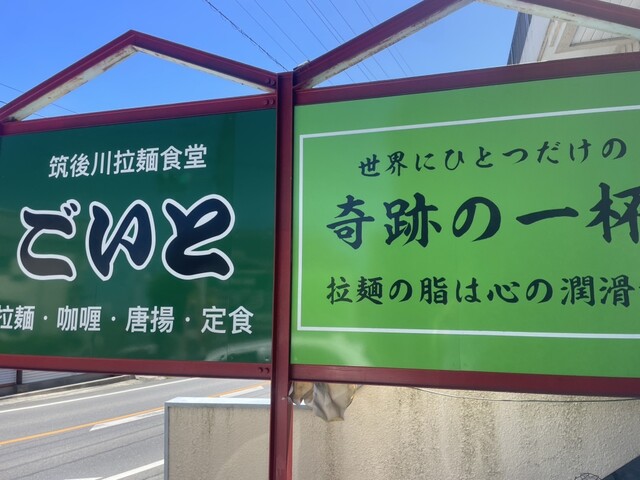 筑後川拉麺食堂
ごいと
拉麺・咖喱・唐揚・定食
世界にひとつだけの
奇跡の一杯
拉麺の脂は心の潤滑